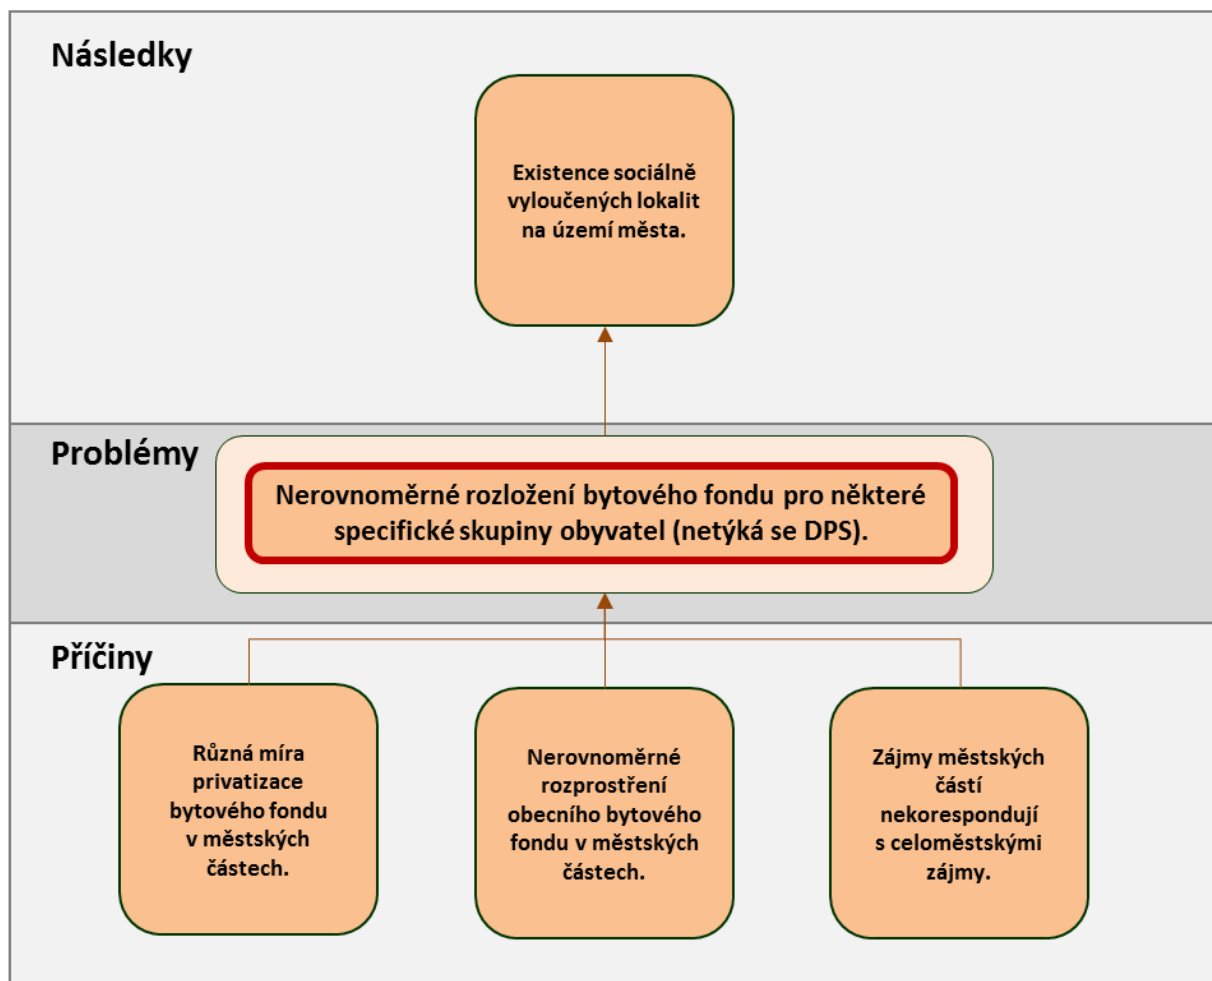 Následky
Existence sociálně
vyloučených lokalit
na území města.
Problémy
Nerovnoměrné rozložení bytového fondu pro některé
specifické skupiny obyvatel (netýká se DPS).
Příčiny
Různá míra
privatizace
bytového fondu
v městských
částech.
Nerovnoměrné
rozprostření
obecního bytového
fondu v městských
částech.
Zájmy městských
částí
nekorespondují
s celoměstskými
zájmy.